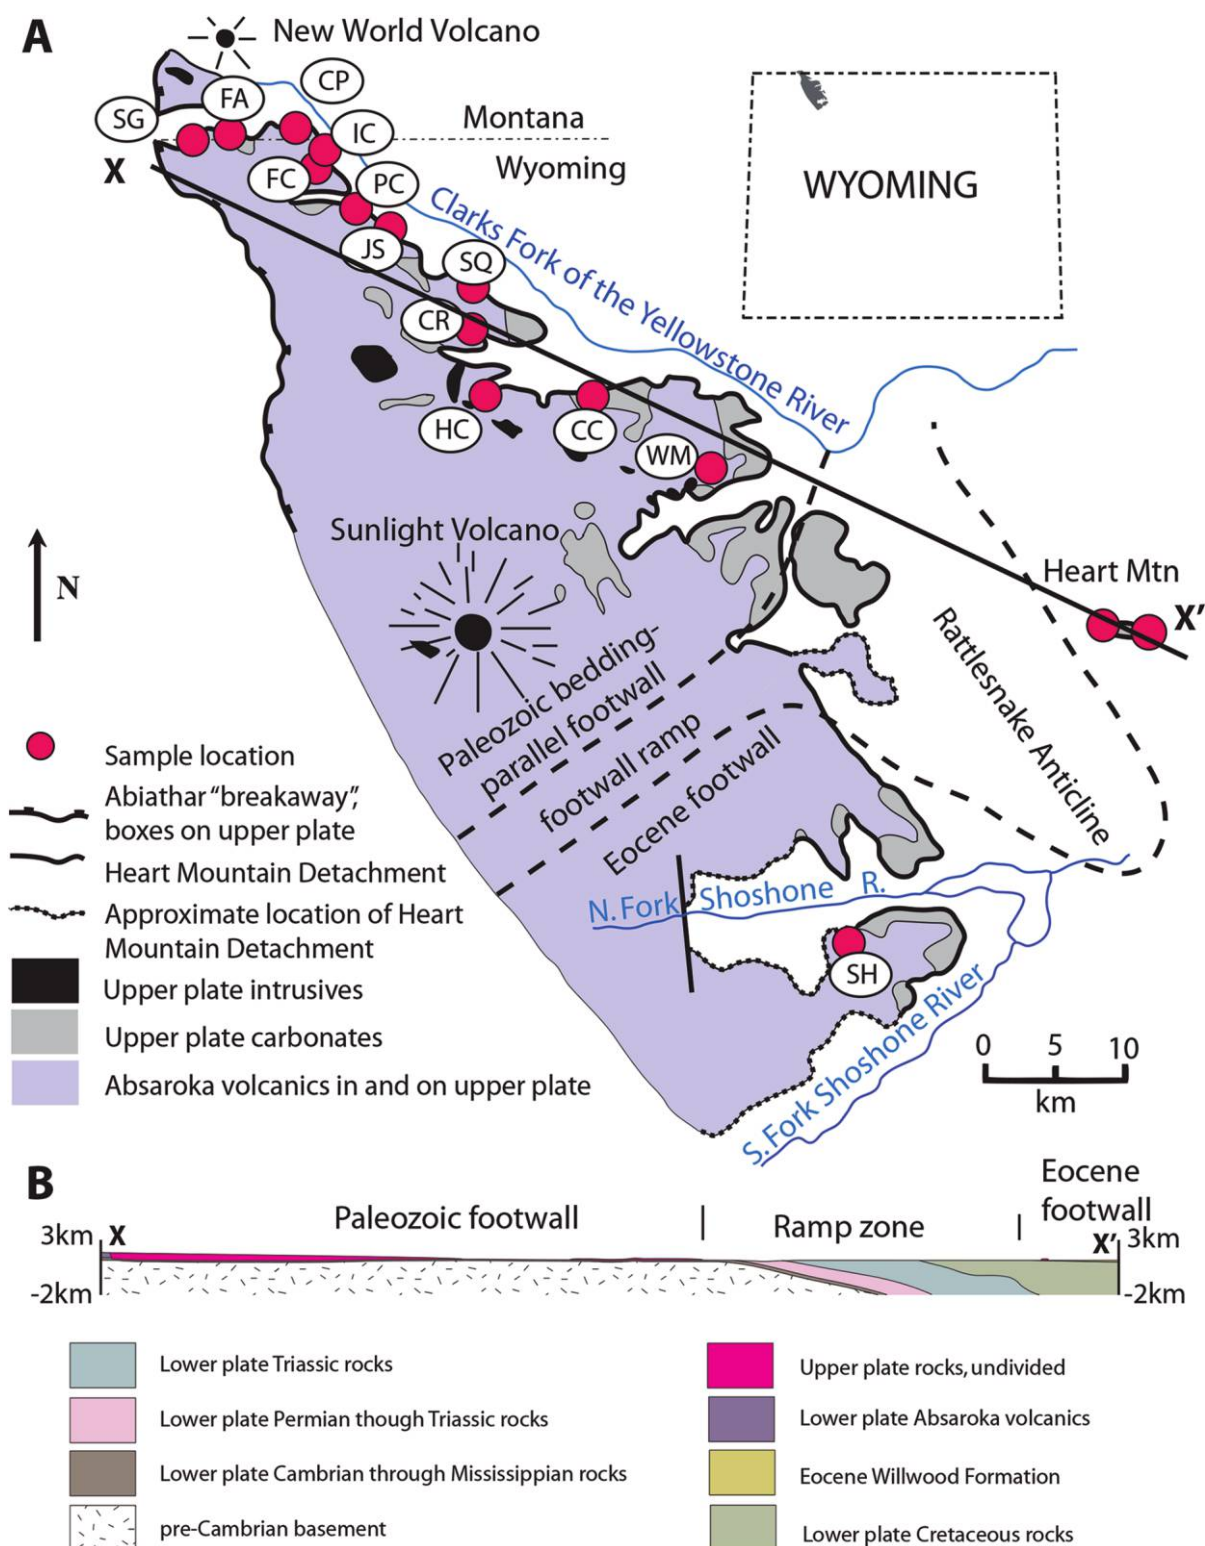 A
New World Volcano
CP
FA
SG
IC
Montana
X
Wyoming
FC
PC
WYOMING
Clarks Fork of the Yellowstone River
JS
SQ
CR
HC
CC
WM
Sunlight Volcano
N
Heart Mtn
X'
Rattlesnake Anticline
Paleozoic bedding-
parallel footwall
footwall ramp
Eocene footwall
N. Fork Shoshone R.
SH
S. Fork Shoshone River
0 5 10
km
Sample location
Abiathar “breakaway”,
boxes on upper plate
Heart Mountain Detachment
Approximate location of Heart
Mountain Detachment
Upper plate intrusives
Upper plate carbonates
Absaroka volcanics in and on upper plate
B
Paleozoic footwall
Ramp zone
Eocene
footwall
3km X
X' 3km
-2km
-2km
Lower plate Triassic rocks
Lower plate Permian though Triassic rocks
Lower plate Cambrian through Mississippian rocks
pre-Cambrian basement
Upper plate rocks, undivided
Lower plate Absaroka volcanics
Eocene Willwood Formation
Lower plate Cretaceous rocks